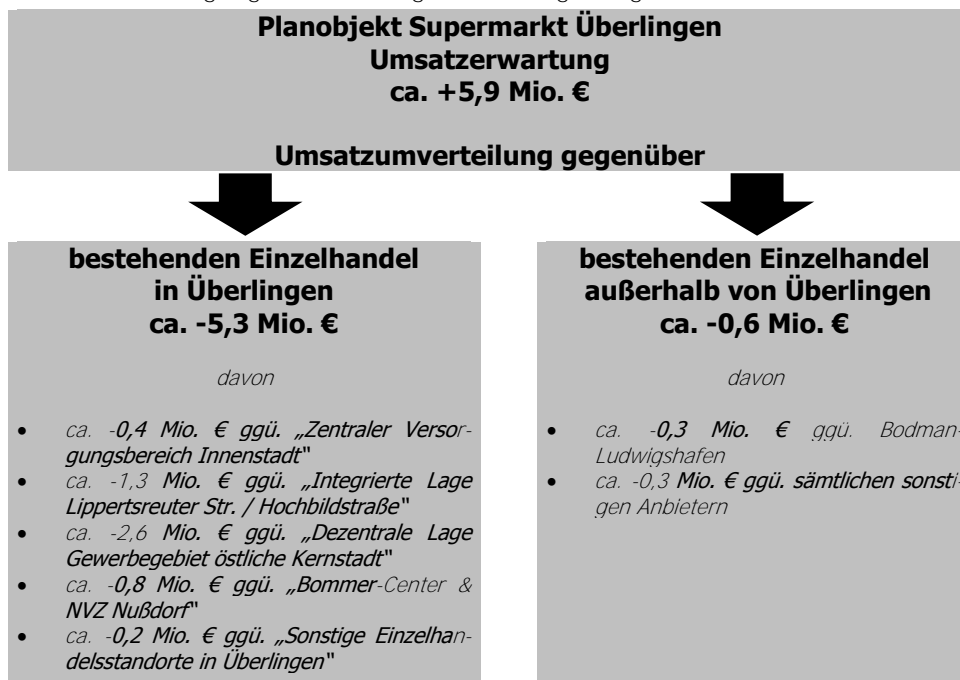 Planobjekt Supermarkt Überlingen
Umsatzerwartung
ca. +5,9 Mio. €
Umsatzumverteilung gegenüber
bestehenden Einzelhandel
in Überlingen
ca. -5,3 Mio. €
davon
• ca. -0,4 Mio. € ggü. „Zentraler Versor-
gungsbereich Innenstadt“
• ca. -1,3 Mio. € ggü. „Integrierte Lage
Lippertsreuter Str. / Hochbildstraße“
• ca. -2,6 Mio. € ggü. „Dezentrale Lage
Gewerbegebiet östliche Kernstadt“
• ca. -0,8 Mio. € ggü. „Bommer-Center &
NVZ Nußdorf“
• ca. -0,2 Mio. € ggü. „Sonstige Einzelhan-
delsstandorte in Überlingen“
bestehenden Einzelhandel
außerhalb von Überlingen
ca. -0,6 Mio. €
davon
• ca. -0,3 Mio. € ggü. Bodman-
Ludwigshafen
• ca. -0,3 Mio. € ggü. sämtlichen sonsti-
gen Anbietern